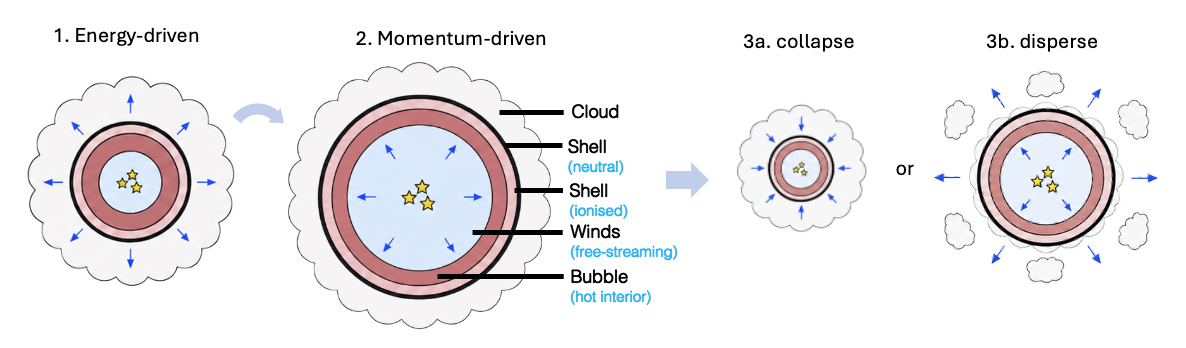 1. Energy-driven
2. Momentum-driven
Cloud
Shell
(neutral)
Shell
(ionised)
Winds
(free-streaming)
Bubble
(hot interior)
3a. collapse
or
3b. disperse